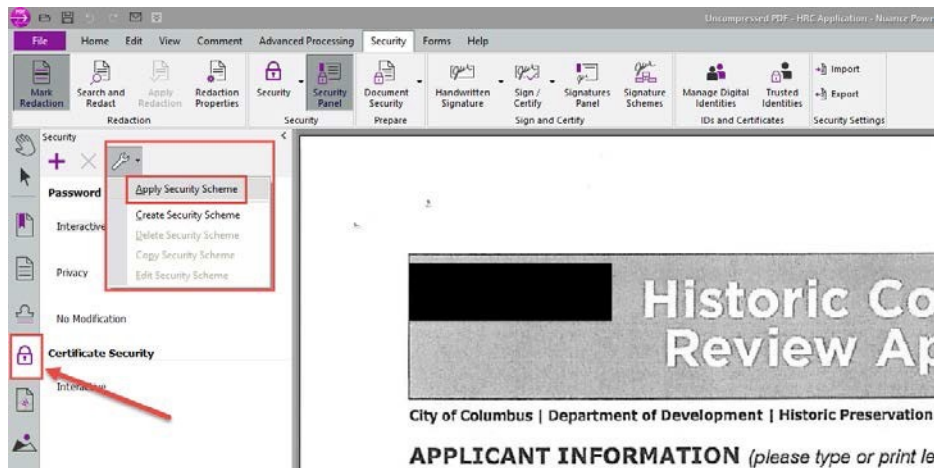 Uncompressed PDF - HRC Application - Nuance Power
File Home Edit View Comment Advanced Processing Security Forms Help
Mark Redaction
Search and Redact
Apply Redaction
Redaction Properties
Security
Security Panel
Document Security
Handwritten Signature
Sign / Certify
Signatures Panel
Signature Schemes
Manage Digital Identities
Trusted Identities
Import
Export
Redaction Security Prepare Sign and Certify IDs and Certificates Security Settings
Security
Password
Interactive
Privacy
No Modification
Certificate Security
Interactive
Apply Security Scheme
Create Security Scheme
Delete Security Scheme
Copy Security Scheme
Edit Security Scheme
Historic Co
Review Ap
City of Columbus | Department of Development | Historic Preservation
APPLICANT INFORMATION (please type or print le